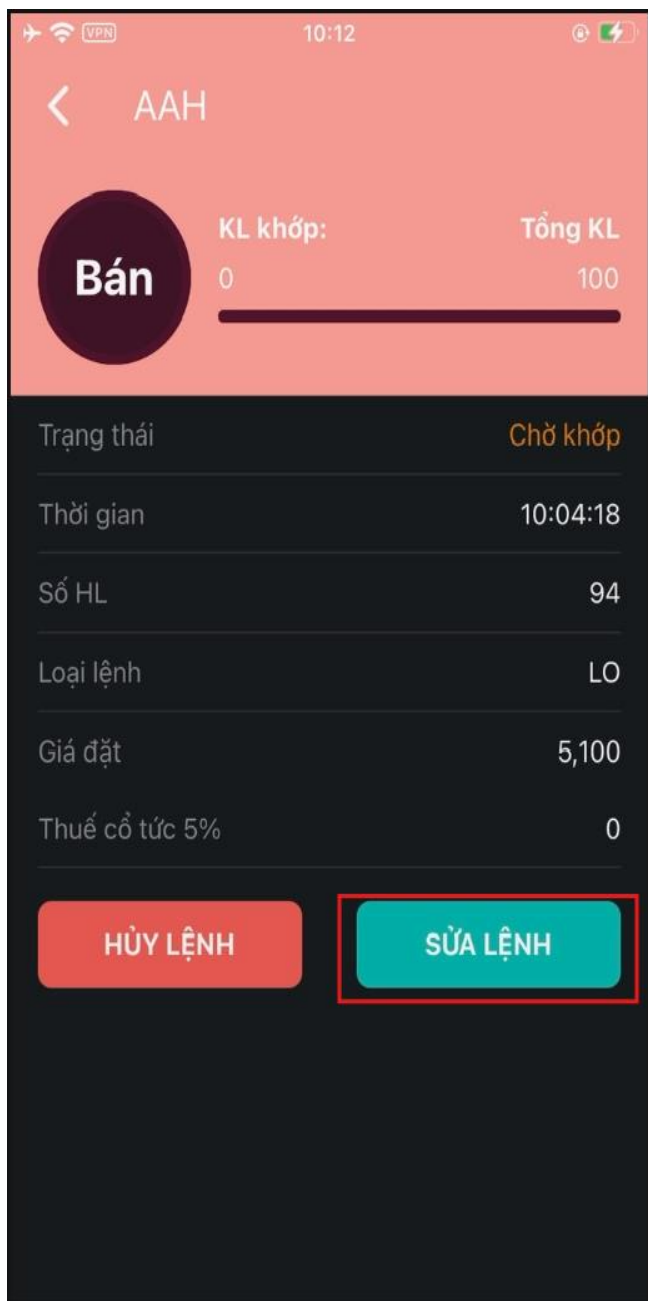 VPN 10:12
AAH
Bán
KL khớp: Tổng KL
0 100
Trạng thái Chờ khớp
Thời gian 10:04:18
Số HL 94
Loại lệnh LO
Giá đặt 5,100
Thuế cổ tức 5% 0
HỦY LỆNH SỬA LỆNH